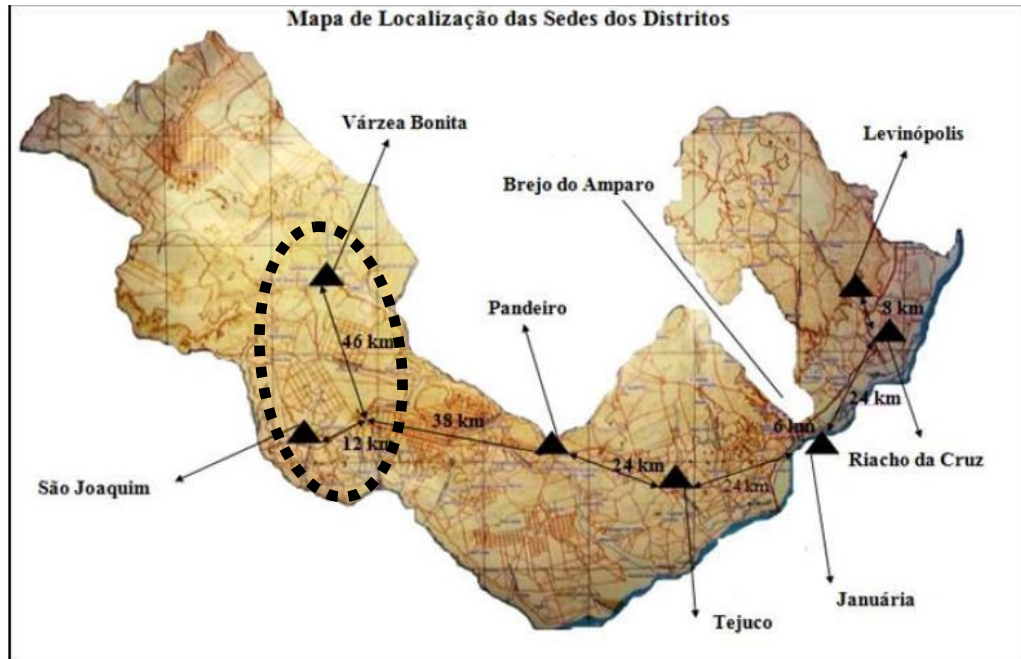 Mapa de Localização das Sedes dos Distritos
Várzea Bonita
Levinópolis
Brejo do Amparo
Pandeiro
8 km
46 km
24 km
38 km
6 km
12 km
24 km
24 km
Riacho da Cruz
São Joaquim
Januária
Tejuco